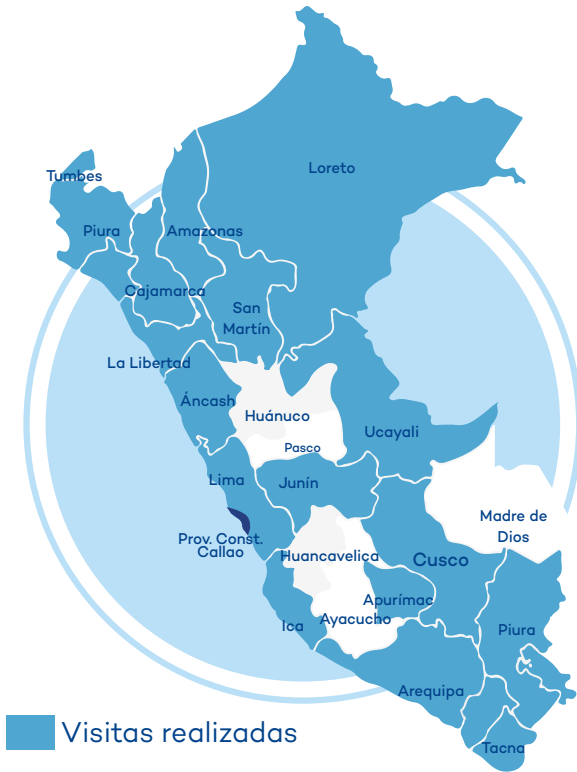 Loreto
Tumbes
Piura
Amazonas
Cajamarca
San
Martín
La Libertad
Áncash
Huánuco
Ucayali
Pasco
Lima
Junín
Madre de
Dios
Prov. Const.
Callao
Huancavelica
Cusco
Apurímac
Ayacucho
Ica
Piura
Arequipa
Visitas realizadas
Tacna